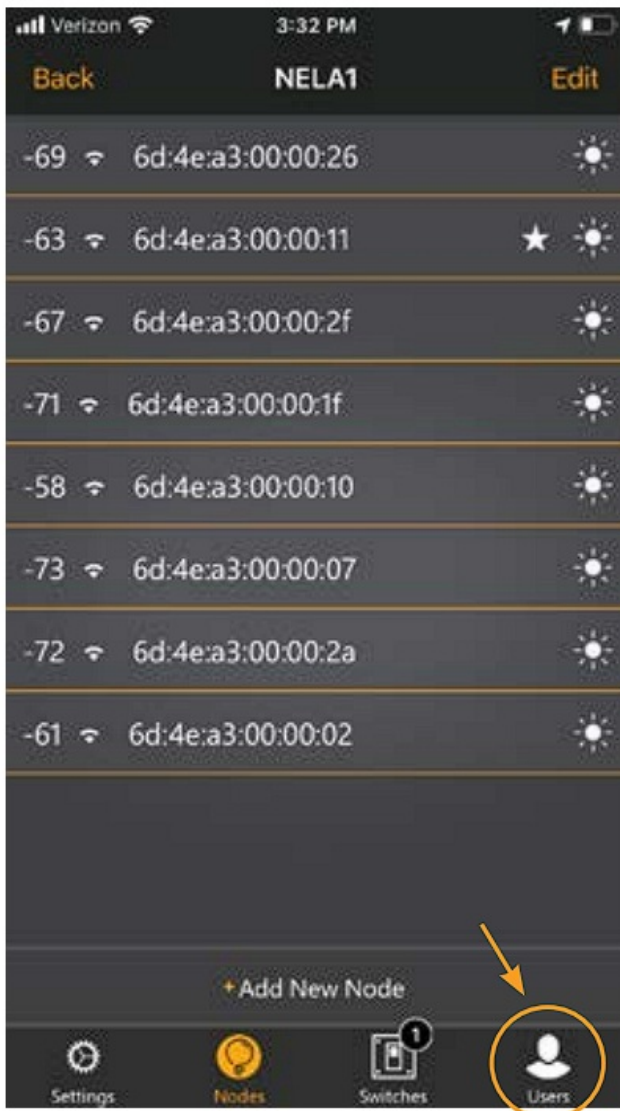 Verizon 3:32 PM
Back NELA1 Edit
-69 6d:4e:a3:00:00:26
-63 6d:4e:a3:00:00:11
-67 6d:4e:a3:00:00:2f
-71 6d:4e:a3:00:00:1f
-58 6d:4e:a3:00:00:10
-73 6d:4e:a3:00:00:07
-72 6d:4e:a3:00:00:2a
-61 6d:4e:a3:00:00:02
+Add New Node
1
Settings Nodes Switches Users